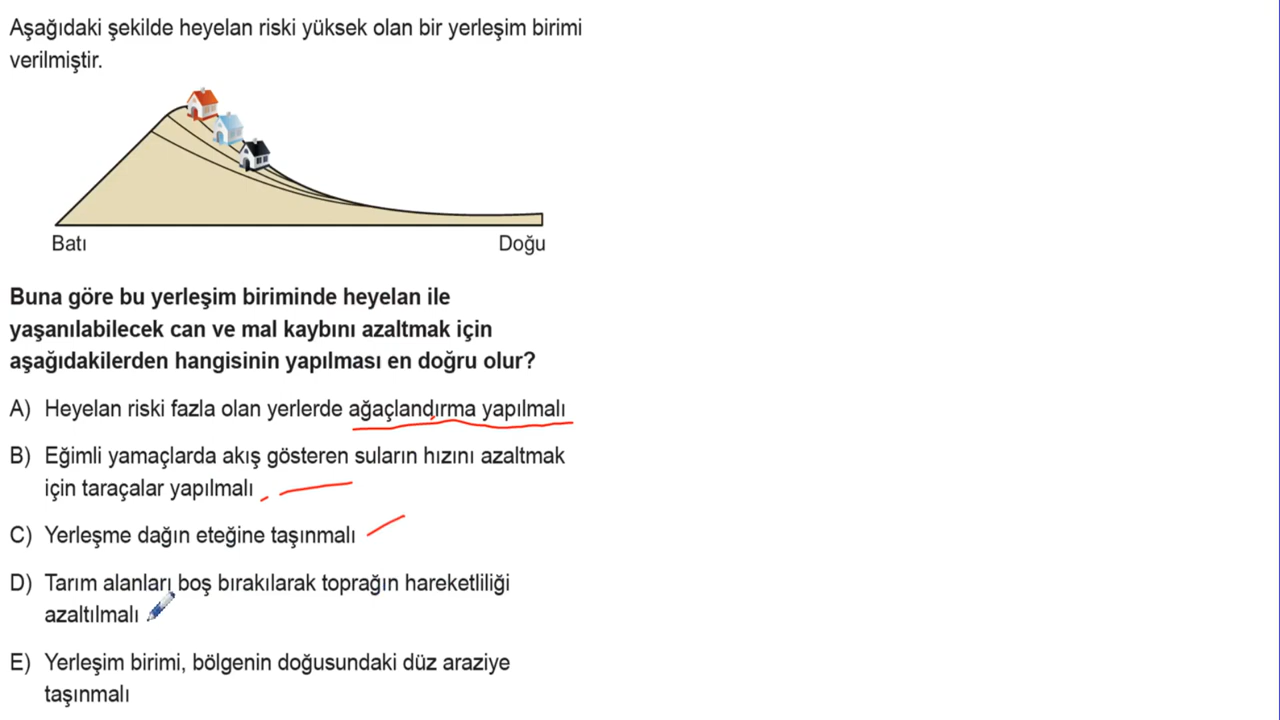 Aşağıdaki şekilde heyelan riski yüksek olan bir yerleşim birimi
verilmiştir.
Batı
Doğu
Buna göre bu yerleşim biriminde heyelan ile
yaşanılabilecek can ve mal kaybını azaltmak için
aşağıdakilerden hangisinin yapılması en doğru olur?
A) Heyelan riski fazla olan yerlerde ağaçlandırma yapılmalı
B) Eğimli yamaçlarda akış gösteren suların hızını azaltmak
için taraçalar yapılmalı
C) Yerleşme dağın eteğine taşınmalı
D) Tarım alanları boş bırakılarak toprağın hareketliliği
azaltılmalı
E) Yerleşim birimi, bölgenin doğusundaki düz araziye
taşınmalı